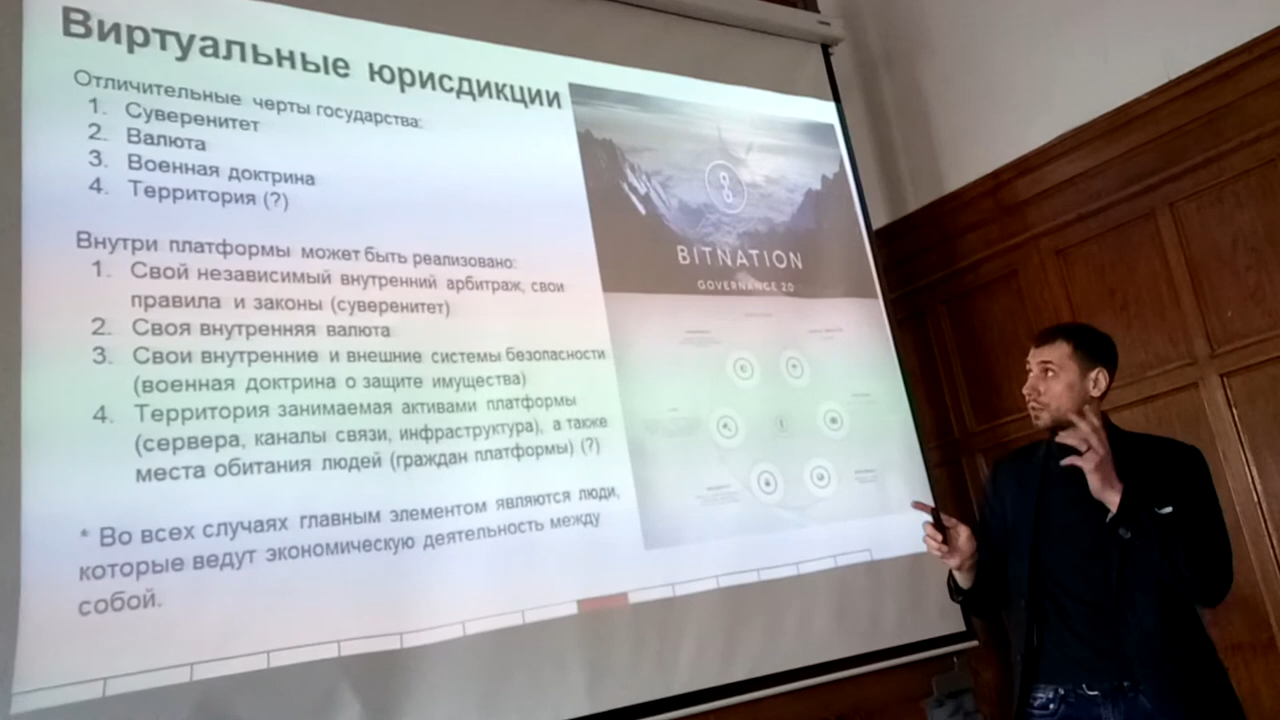 Виртуальные юрисдикции
Отличительные черты государства:
1. Суверенитет
2. Валюта
3. Военная доктрина
4. Территория (?)
Внутри платформы может быть реализовано:
1. Свой независимый внутренний арбитраж, свои
правила и законы (суверенитет)
2. Своя внутренняя валюта
3. Свои внутренние и внешние системы безопасности
(военная доктрина о защите имущества)
4. Территория занимаемая активами платформы
(сервера, каналы связи, инфраструктура), а также
места обитания людей (граждан платформы) (?)
* Во всех случаях главным элементом являются люди,
которые ведут экономическую деятельность между
собой.
BITNATION
GOVERNANCE 2.0